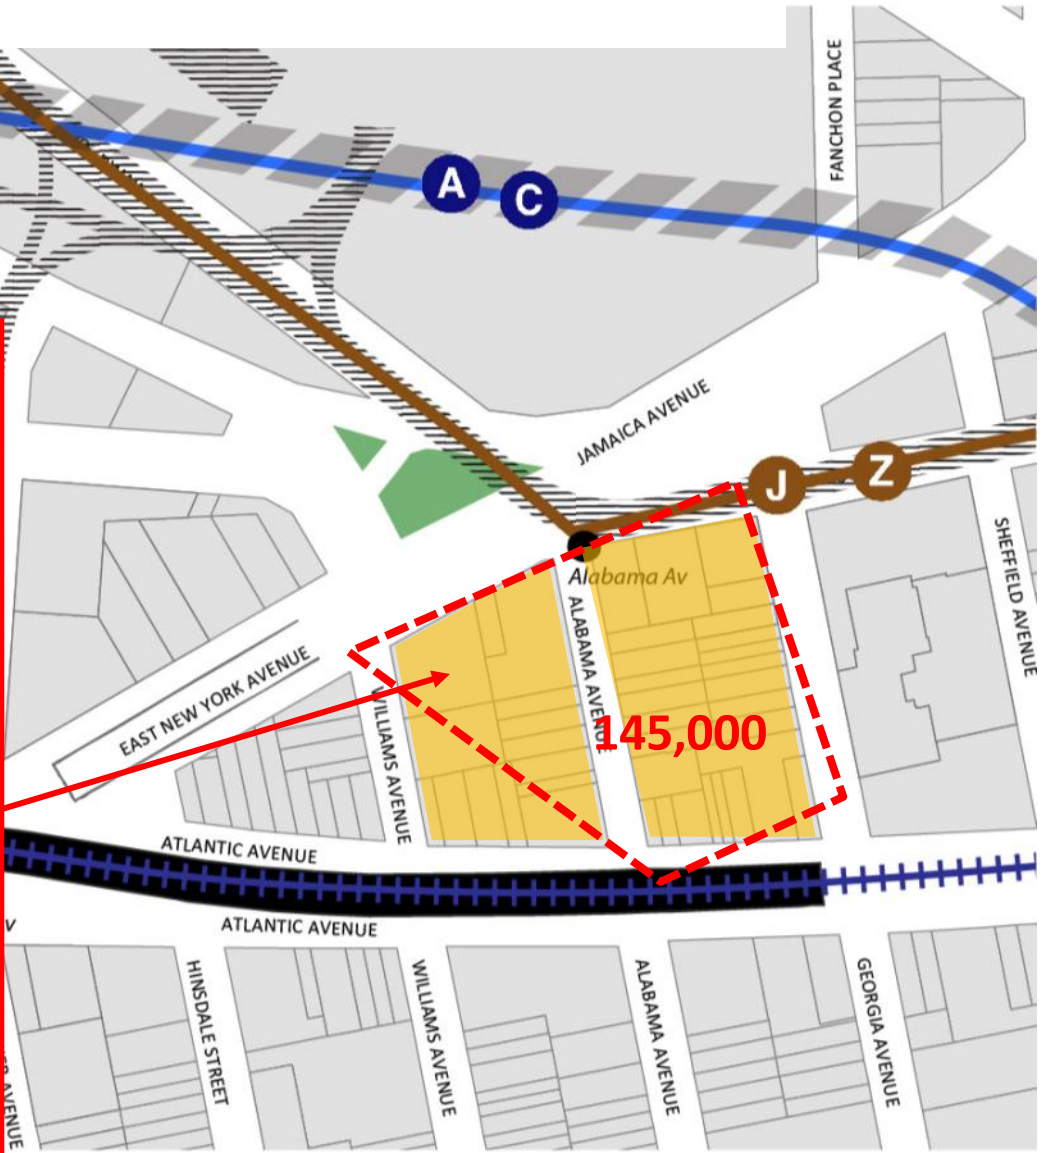 FANCHON PLACE
A
C
JAMAICA AVENUE
J
Z
SHEFFIELD AVENUE
Alabama Av
ALABAMA AVENUE
145,000
EAST NEW YORK AVENUE
WILLIAMS AVENUE
ATLANTIC AVENUE
ATLANTIC AVENUE
HINSDALE STREET
WILLIAMS AVENUE
ALABAMA AVENUE
GEORGIA AVENUE
AVENUE